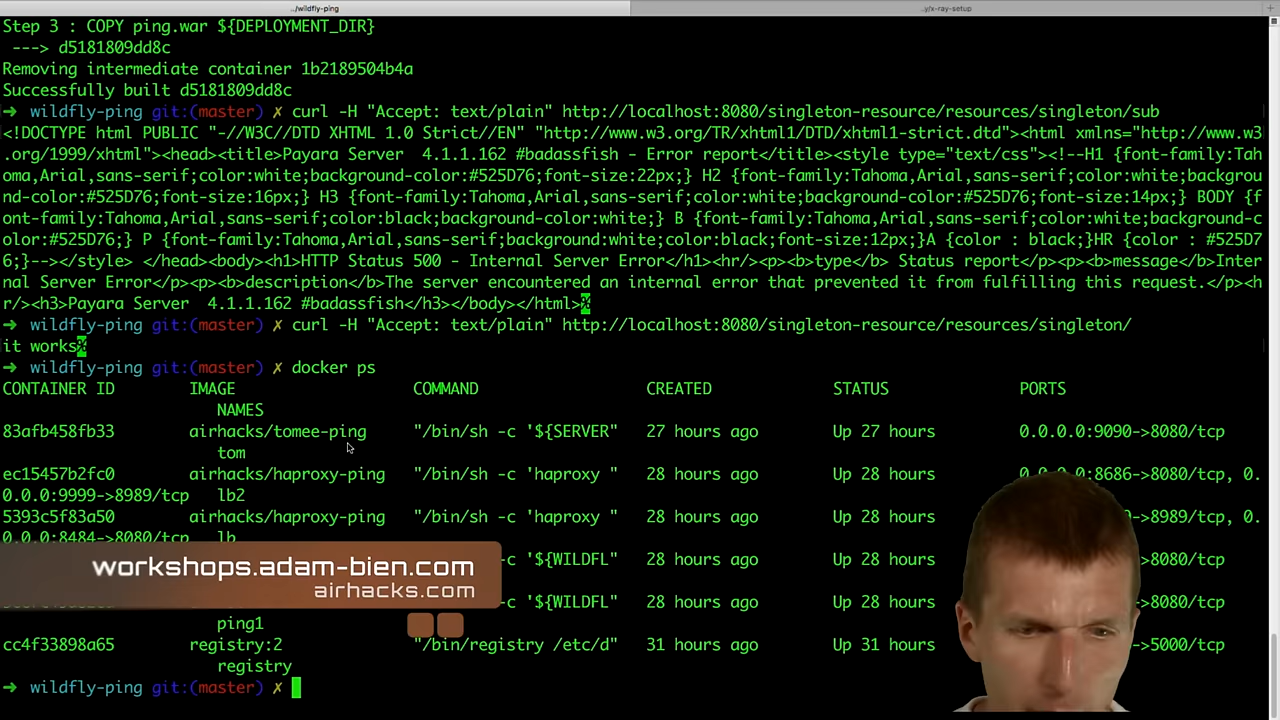 ../wildfly-ping
..y/x-ray-setup
Step 3 : COPY ping.war ${DEPLOYMENT_DIR}
---> d5181809dd8c
Removing intermediate container 1b2189504b4a
Successfully built d5181809dd8c
➜ wildfly-ping git:(master) ✗ curl -H "Accept: text/plain" http://localhost:8080/singleton-resource/resources/singleton/sub
<!DOCTYPE html PUBLIC "-//W3C//DTD XHTML 1.0 Strict//EN" "http://www.w3.org/TR/xhtml1/DTD/xhtml1-strict.dtd"><html xmlns="http://www.w3
.org/1999/xhtml"><head><title>Payara Server  4.1.1.162 #badassfish - Error report</title><style type="text/css"><!--H1 {font-family:Tah
oma,Arial,sans-serif;color:white;background-color:#525D76;font-size:22px;} H2 {font-family:Tahoma,Arial,sans-serif;color:white;backgrou
nd-color:#525D76;font-size:16px;} H3 {font-family:Tahoma,Arial,sans-serif;color:white;background-color:#525D76;font-size:14px;} BODY {f
ont-family:Tahoma,Arial,sans-serif;color:black;background-color:white;} B {font-family:Tahoma,Arial,sans-serif;color:white;background-c
olor:#525D76;} P {font-family:Tahoma,Arial,sans-serif;background:white;color:black;font-size:12px;}A {color : black;}HR {color : #525D7
6;}--></style> </head><body><h1>HTTP Status 500 - Internal Server Error</h1><hr/><p><b>type</b> Status report</p><p><b>message</b>Inter
nal Server Error</p><p><b>description</b>The server encountered an internal error that prevented it from fulfilling this request.</p><h
r/><h3>Payara Server  4.1.1.162 #badassfish</h3></body></html>%
➜ wildfly-ping git:(master) ✗ curl -H "Accept: text/plain" http://localhost:8080/singleton-resource/resources/singleton/
it works%
➜ wildfly-ping git:(master) ✗ docker ps
CONTAINER ID IMAGE COMMAND CREATED STATUS PORTS
NAMES
83afb458fb33 airhacks/tomee-ping "/bin/sh -c '${SERVER" 27 hours ago Up 27 hours 0.0.0.0:9090->8080/tcp
tom
ec15457b2fc0 airhacks/haproxy-ping "/bin/sh -c 'haproxy " 28 hours ago Up 28 hours 0.0.0.0:8686->8080/tcp, 0.
0.0.0:9999->8989/tcp lb2
5393c5f83a50 airhacks/haproxy-ping "/bin/sh -c 'haproxy " 28 hours ago Up 28 hours ->8989/tcp, 0.
0.0.0:8484->8080/tcp lb
-c '${WILDFL" 28 hours ago Up 28 hours ->8080/tcp
workshops.adam-bien.com
airhacks.com
-c '${WILDFL" 28 hours ago Up 28 hours ->8080/tcp
ping1
cc4f33898a65 registry:2 "/bin/registry /etc/d" 31 hours ago Up 31 hours ->5000/tcp
registry
➜ wildfly-ping git:(master) ✗